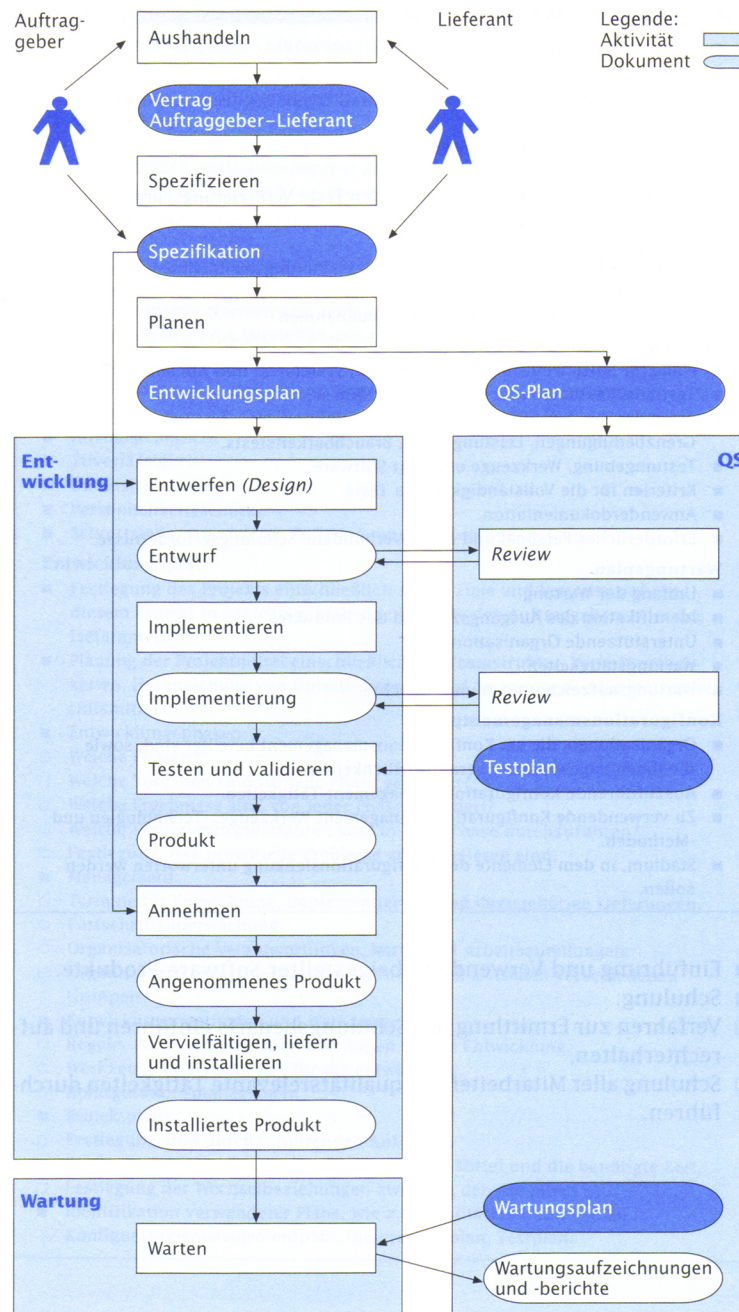 Auftrag-
geber
Aushandeln
Lieferant
Legende:
Aktivität
Dokument
Vertrag
Auftraggeber–Lieferant
Spezifizieren
Spezifikation
Planen
Entwicklungsplan
QS-Plan
Ent-
wicklung
QS
Entwerfen (Design)
Entwurf
Review
Implementieren
Implementierung
Review
Testen und validieren
Testplan
Produkt
Annehmen
Angenommenes Produkt
Vervielfältigen, liefern
und installieren
Installiertes Produkt
Wartung
Wartungsplan
Warten
Wartungsaufzeichnungen
und -berichte